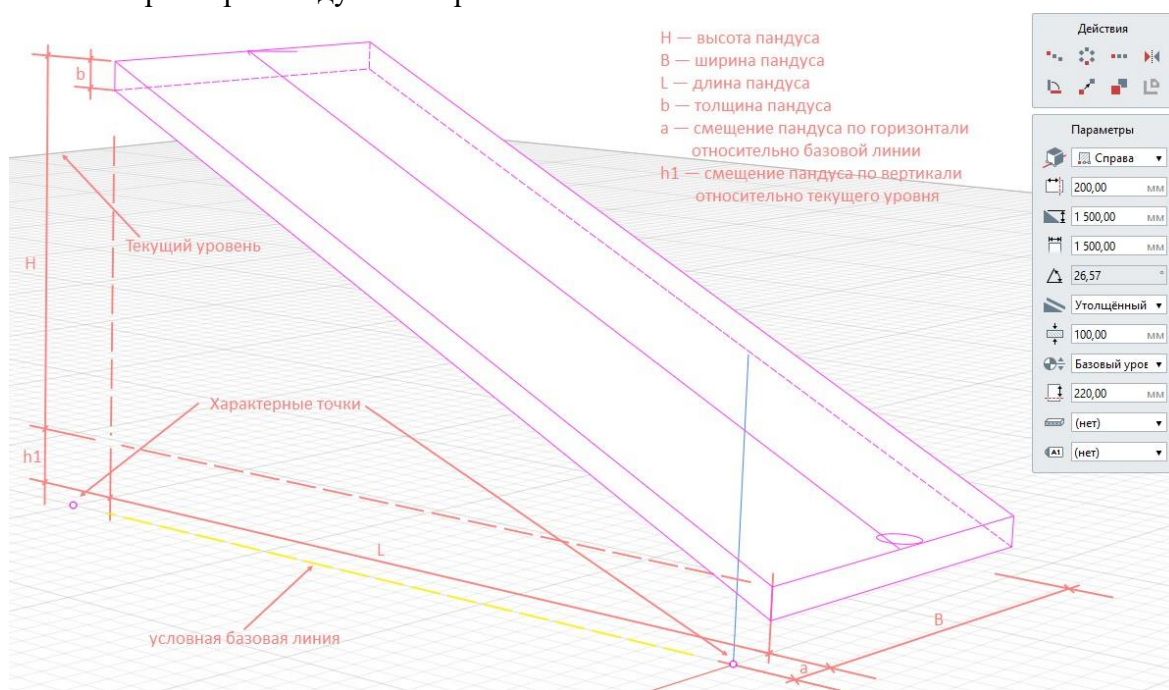 H — высота пандуса
B — ширина пандуса
L — длина пандуса
b — толщина пандуса
a — смещение пандуса по горизонтали
относительно базовой линии
h1 — смещение пандуса по вертикали
относительно текущего уровня
b
Текущий уровень
H
Характерные точки
h1
L
условная базовая линия
B
a
Действия
Параметры
Справа
200,00 мм
1 500,00 мм
1 500,00 мм
26,57 °
Утолщённый
100,00 мм
Базовый уров
220,00 мм
(нет)
A1 (нет)